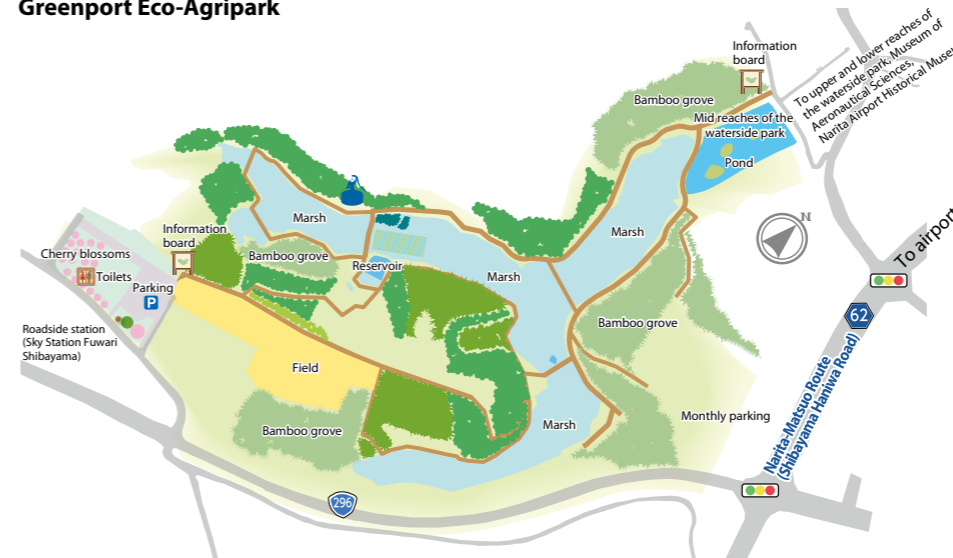 Greenport Eco-Agripark
Information
board
To upper and lower reaches of
the waterside park, Museum of
Aeronautical Sciences,
Narita Airport Historical
Bamboo grove
Mid reaches of the
waterside park
Pond
Marsh
Information
board
Marsh
N
Cherry blossoms
Toilets
Bamboo grove
Reservoir
Marsh
To airport
Parking
P
62
Roadside station
(Sky Station Fuwari
Shibayama)
Bamboo grove
Field
Narita-Matsuo Route
(Shibayama Haniwa Road)
Monthly parking
Marsh
Bamboo grove
296